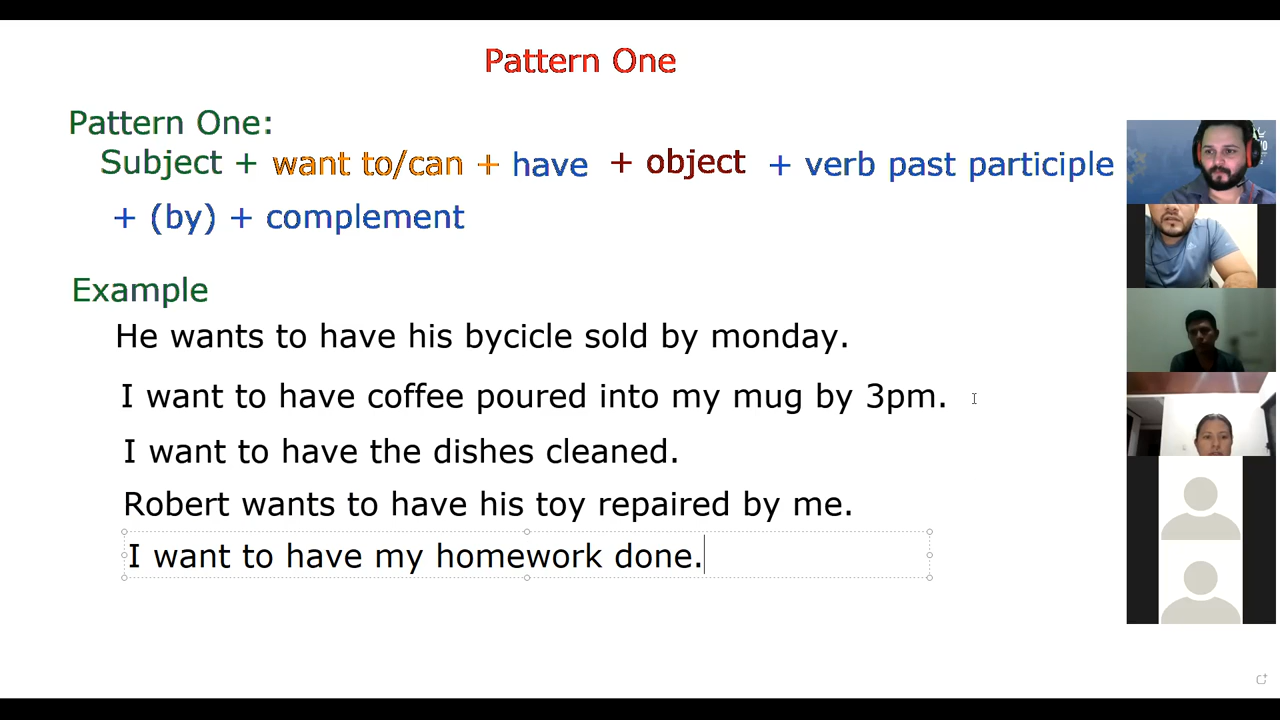 Pattern One
Pattern One:
Subject + want to/can + have + object + verb past participle
+ (by) + complement
Example
He wants to have his bycicle sold by monday.
I want to have coffee poured into my mug by 3pm.
I want to have the dishes cleaned.
Robert wants to have his toy repaired by me.
I want to have my homework done.